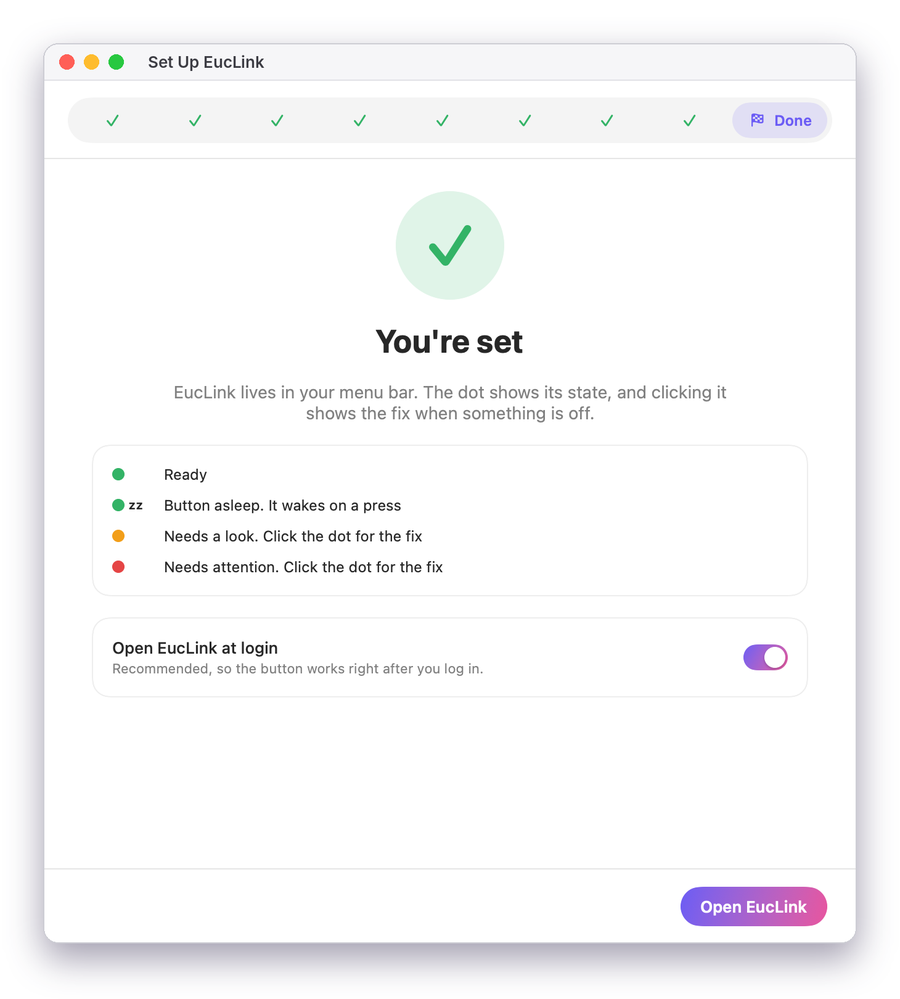 Set Up EucLink
Done
You're set
EucLink lives in your menu bar. The dot shows its state, and clicking it
shows the fix when something is off.
Ready
zz Button asleep. It wakes on a press
Needs a look. Click the dot for the fix
Needs attention. Click the dot for the fix
Open EucLink at login
Recommended, so the button works right after you log in.
Open EucLink